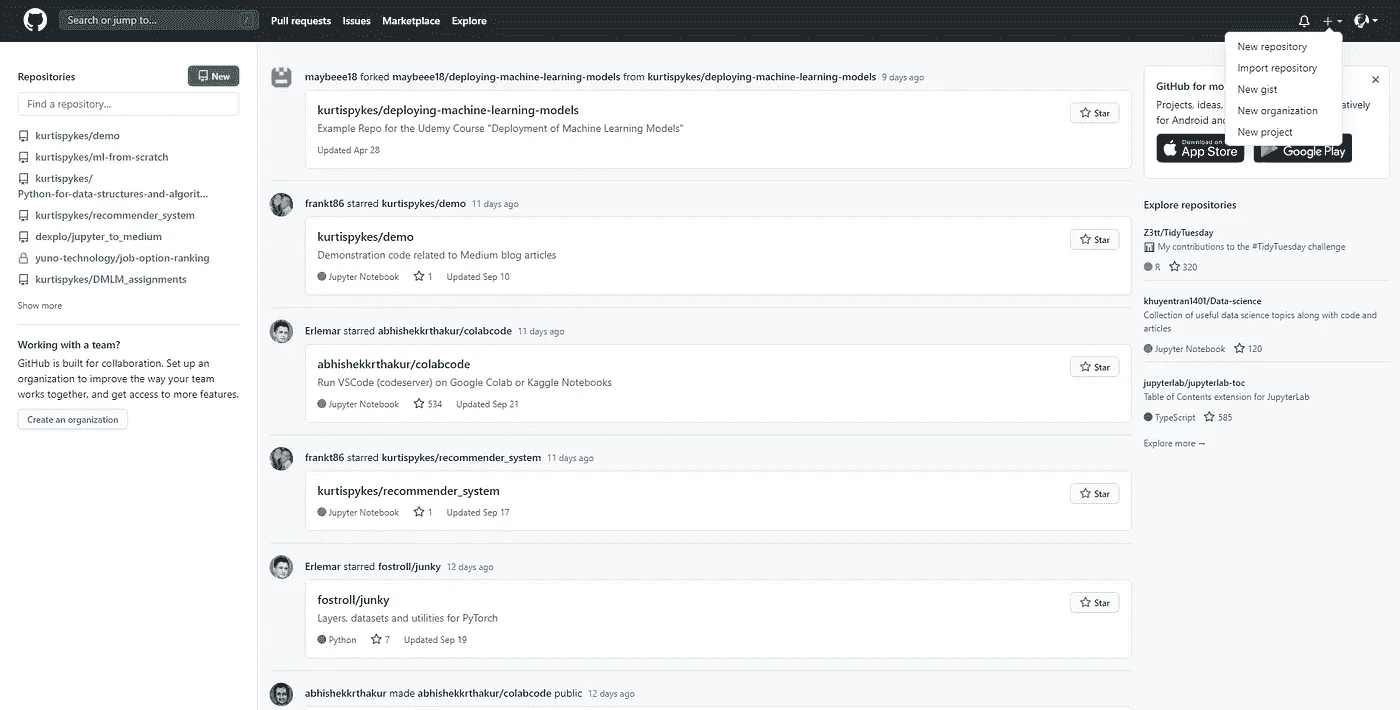 Search or jump to...
/
Pull requests
Issues
Marketplace
Explore
New repository
Import repository
New gist
New organization
New project
Repositories
New
Find a repository...
kurtispykes/demo
kurtispykes/ml-from-scratch
kurtispykes/
Python-for-data-structures-and-algorit...
kurtispykes/recommender_system
dexplo/jupyter_to_medium
yuno-technology/job-option-ranking
kurtispykes/DMLM_assignments
Show more
Working with a team?
GitHub is built for collaboration. Set up an
organization to improve the way your team
works together, and get access to more features.
Create an organization
maybeee18 forked maybeee18/deploying-machine-learning-models from kurtispykes/deploying-machine-learning-models 9 days ago
kurtispykes/deploying-machine-learning-models
Star
Example Repo for the Udemy Course "Deployment of Machine Learning Models"
Updated Apr 28
frankt86 starred kurtispykes/demo 11 days ago
kurtispykes/demo
Star
Demonstration code related to Medium blog articles
Jupyter Notebook 1 Updated Sep 10
Erlemar starred abhishekkrthakur/colabcode 11 days ago
abhishekkrthakur/colabcode
Star
Run VSCode (codeserver) on Google Colab or Kaggle Notebooks
Jupyter Notebook 534 Updated Sep 21
frankt86 starred kurtispykes/recommender_system 11 days ago
kurtispykes/recommender_system
Star
Jupyter Notebook 1 Updated Sep 17
Erlemar starred fostroll/junky 12 days ago
fostroll/junky
Star
Layers, datasets and utilities for PyTorch
Python 7 Updated Sep 19
abhishekkrthakur made abhishekkrthakur/colabcode public 12 days ago
GitHub for mo
Projects, ideas, atively
for Android an
Download on
App Store
Google Play
Explore repositories
Z3tt/TidyTuesday
My contributions to the #TidyTuesday challenge
R 320
khuyentran1401/Data-science
Collection of useful data science topics along with code and
articles
Jupyter Notebook 120
jupyterlab/jupyterlab-toc
Table of Contents extension for JupyterLab
TypeScript 585
Explore more →